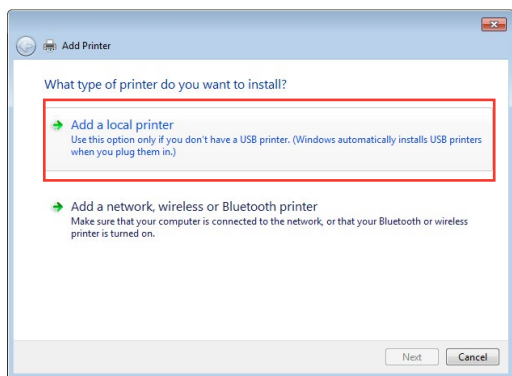 Add Printer
What type of printer do you want to install?
Add a local printer
Use this option only if you don't have a USB printer. (Windows automatically installs USB printers
when you plug them in.)
Add a network, wireless or Bluetooth printer
Make sure that your computer is connected to the network, or that your Bluetooth or wireless
printer is turned on.
Next Cancel